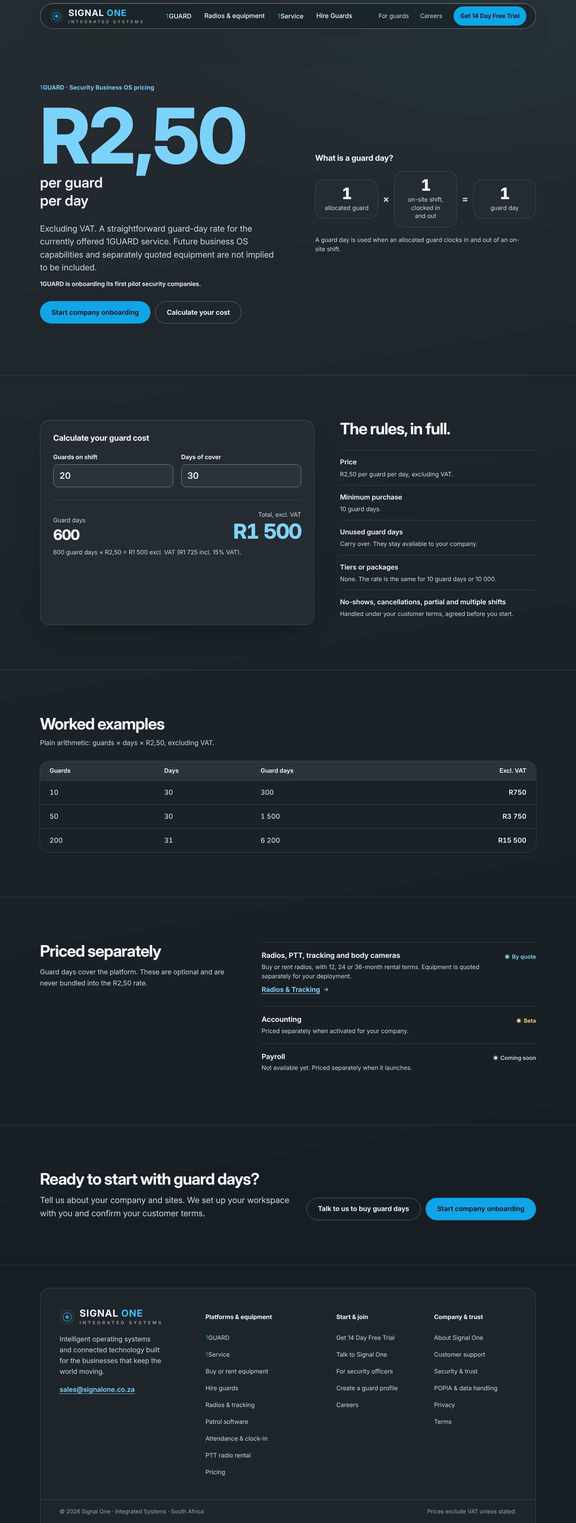 SIGNAL ONE
INTEGRATED SYSTEMS
1GUARD
Radios & equipment
1Service
Hire Guards
For guards
Careers
Get 14 Day Free Trial
1GUARD · Security Business OS pricing
R2,50
per guard
per day
Excluding VAT. A straightforward guard-day rate for the
currently offered 1GUARD service. Future business OS
capabilities and separately quoted equipment are not implied
to be included.
1GUARD is onboarding its first pilot security companies.
Start company onboarding
Calculate your cost
What is a guard day?
1
allocated guard
×
1
on-site shift,
clocked in
and out
=
1
guard day
A guard day is used when an allocated guard clocks in and out of an on-
site shift.
Calculate your guard cost
Guards on shift
Days of cover
20
30
Guard days
600
Total, excl. VAT
R1 500
600 guard days × R2,50 = R1 500 excl. VAT (R1 725 incl. 15% VAT).
The rules, in full.
Price
R2,50 per guard per day, excluding VAT.
Minimum purchase
10 guard days.
Unused guard days
Carry over. They stay available to your company.
Tiers or packages
None. The rate is the same for 10 guard days or 10 000.
No-shows, cancellations, partial and multiple shifts
Handled under your customer terms, agreed before you start.
Worked examples
Plain arithmetic: guards × days × R2,50, excluding VAT.
Guards Days Guard days Excl. VAT
10 30 300 R750
50 30 1 500 R3 750
200 31 6 200 R15 500
Priced separately
Guard days cover the platform. These are optional and are
never bundled into the R2,50 rate.
Radios, PTT, tracking and body cameras
By quote
Buy or rent radios, with 12, 24 or 36-month rental terms. Equipment is quoted
separately for your deployment.
Radios & Tracking →
Accounting
Beta
Priced separately when activated for your company.
Payroll
Coming soon
Not available yet. Priced separately when it launches.
Ready to start with guard days?
Tell us about your company and sites. We set up your workspace
with you and confirm your customer terms.
Talk to us to buy guard days
Start company onboarding
SIGNAL ONE
INTEGRATED SYSTEMS
Intelligent operating systems
and connected technology built
for the businesses that keep the
world moving.
sales@signalone.co.za
Platforms & equipment
1GUARD
1Service
Buy or rent equipment
Hire guards
Radios & tracking
Patrol software
Attendance & clock-in
PTT radio rental
Pricing
Start & join
Get 14 Day Free Trial
Talk to Signal One
For security officers
Create a guard profile
Careers
Company & trust
About Signal One
Customer support
Security & trust
POPIA & data handling
Privacy
Terms
© 2026 Signal One · Integrated Systems · South Africa
Prices exclude VAT unless stated.